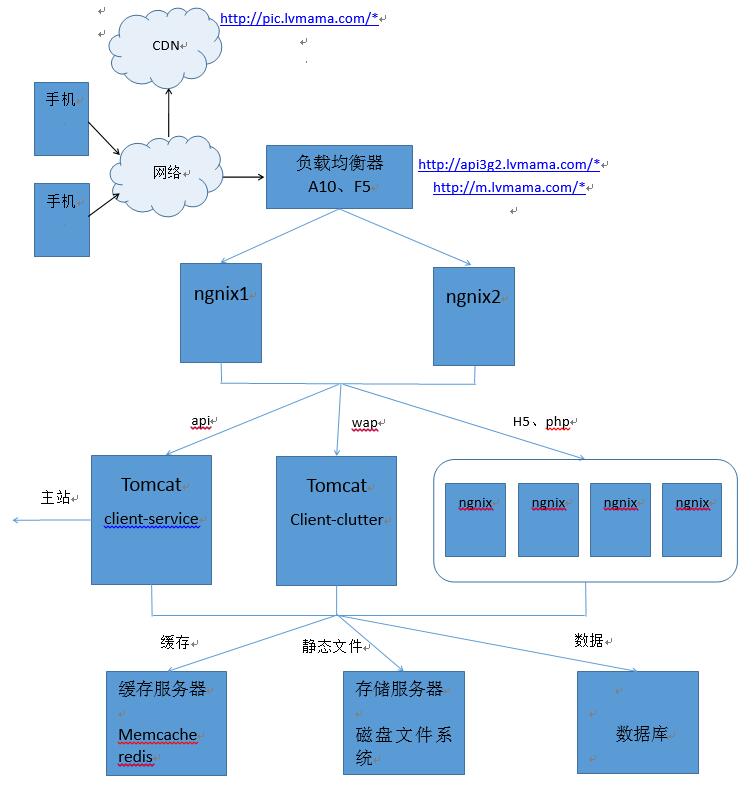 http://pic.lvmama.com/*
CDN
手机
网络
手机
负载均衡器
A10、F5
http://api3g2.lvmama.com/*
http://m.lvmama.com/*
ngnix1
ngnix2
api
wap
H5、php
主站
Tomcat
client-service
Tomcat
Client-clutter
ngnix
ngnix
ngnix
ngnix
缓存
静态文件
数据
缓存服务器
Memcache
redis
存储服务器
磁盘文件系
统
数据库